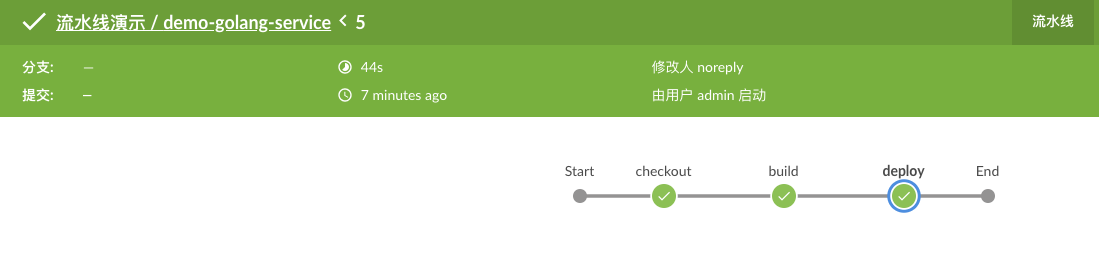 流水线演示 / demo-golang-service < 5
流水线
分支: — 44s 修改人 noreply
提交: — 7 minutes ago 由用户 admin 启动
Start checkout build deploy End